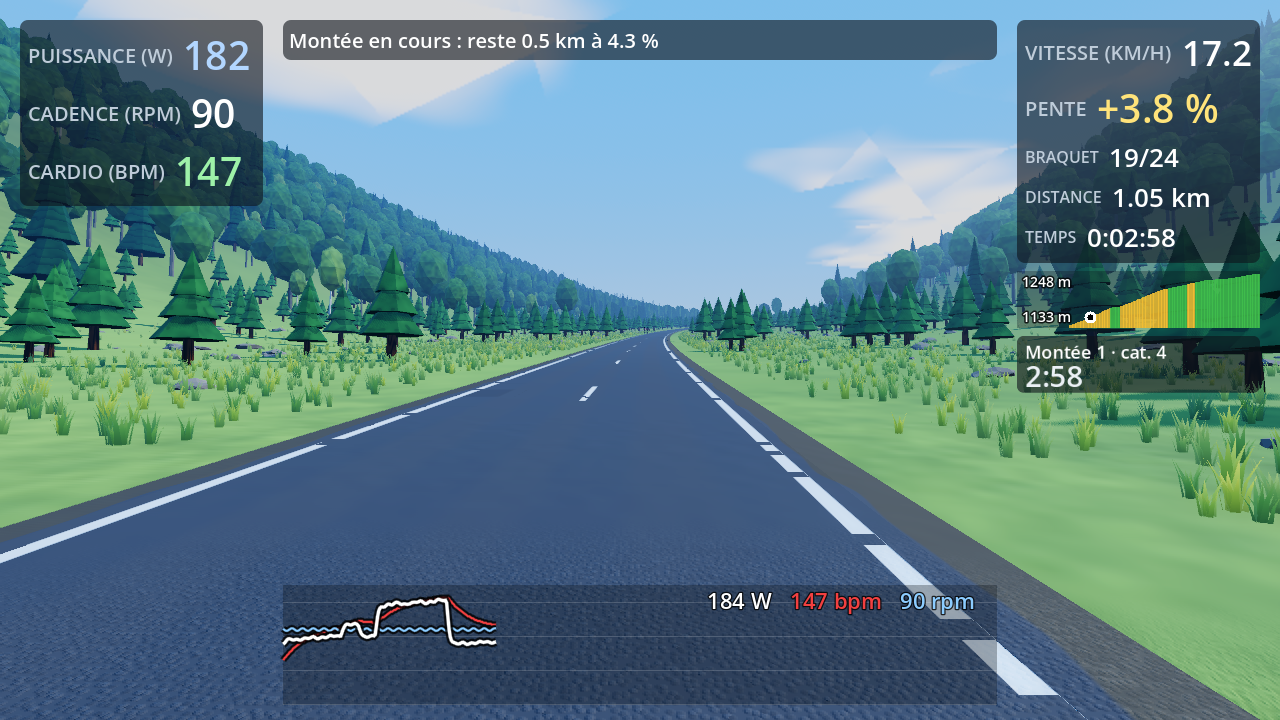 PUISSANCE (W) 182
CADENCE (RPM) 90
CARDIO (BPM) 147
Montée en cours : reste 0.5 km à 4.3 %
VITESSE (KM/H) 17.2
PENTE +3.8 %
BRAQUET 19/24
DISTANCE 1.05 km
TEMPS 0:02:58
1248 m
1133 m
Montée 1 · cat. 4
2:58
184 W 147 bpm 90 rpm